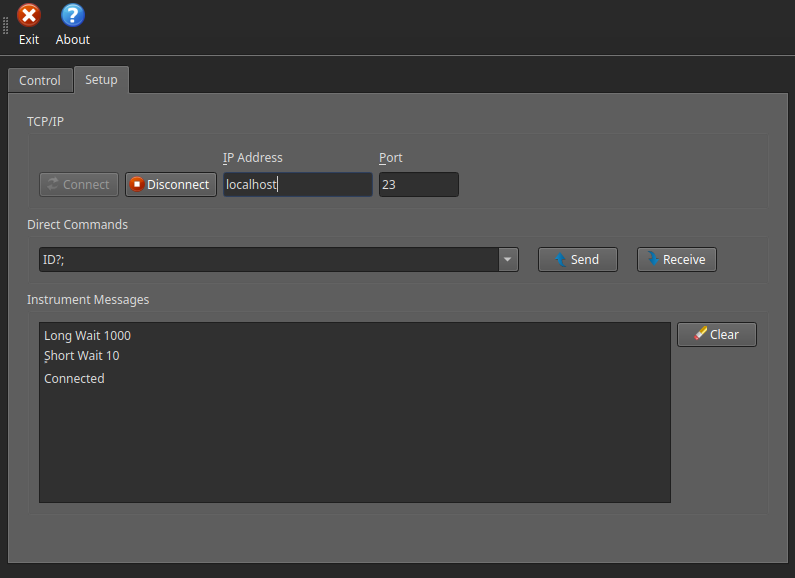 Exit About
Control Setup
TCP/IP
IP Address Port
Connect Disconnect localhost 23
Direct Commands
ID?; Send Receive
Instrument Messages
Long Wait 1000 Clear
Short Wait 10
Connected